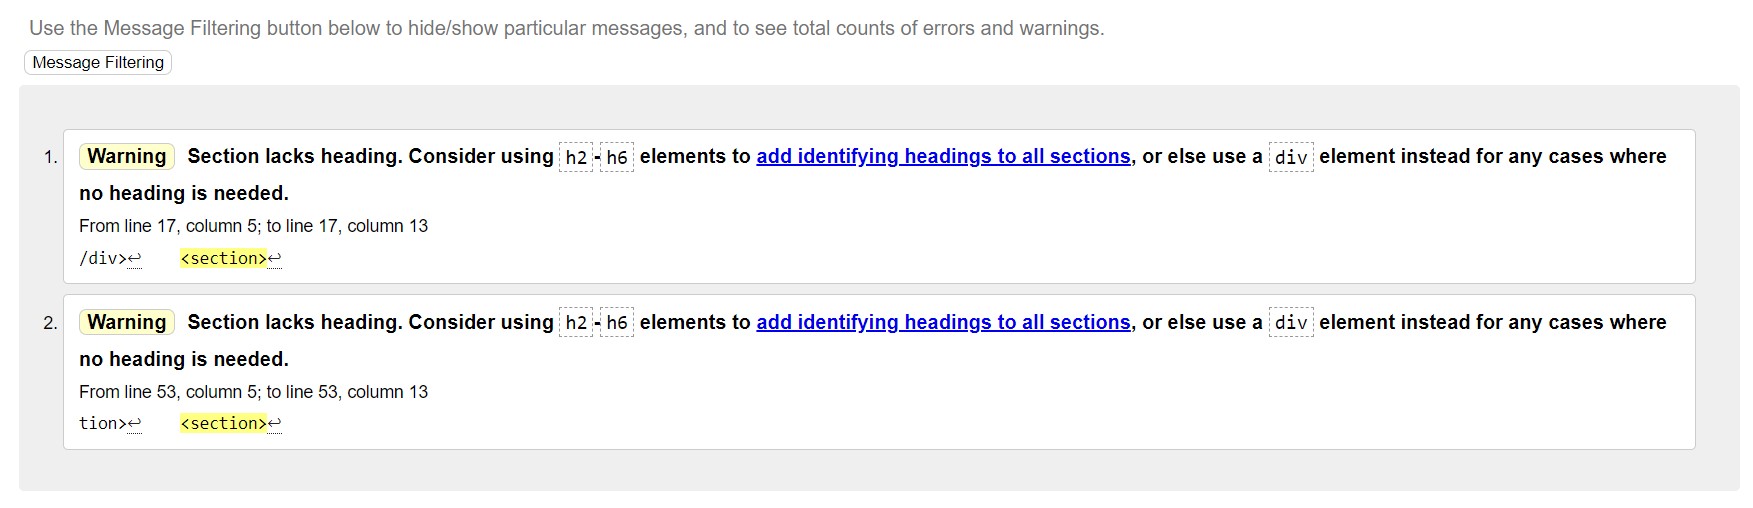 Use the Message Filtering button below to hide/show particular messages, and to see total counts of errors and warnings.
Message Filtering
1. Warning Section lacks heading. Consider using h2-h6 elements to add identifying headings to all sections, or else use a div element instead for any cases where
no heading is needed.
From line 17, column 5; to line 17, column 13
/div>↩ <section>↩
2. Warning Section lacks heading. Consider using h2-h6 elements to add identifying headings to all sections, or else use a div element instead for any cases where
no heading is needed.
From line 53, column 5; to line 53, column 13
tion>↩ <section>↩